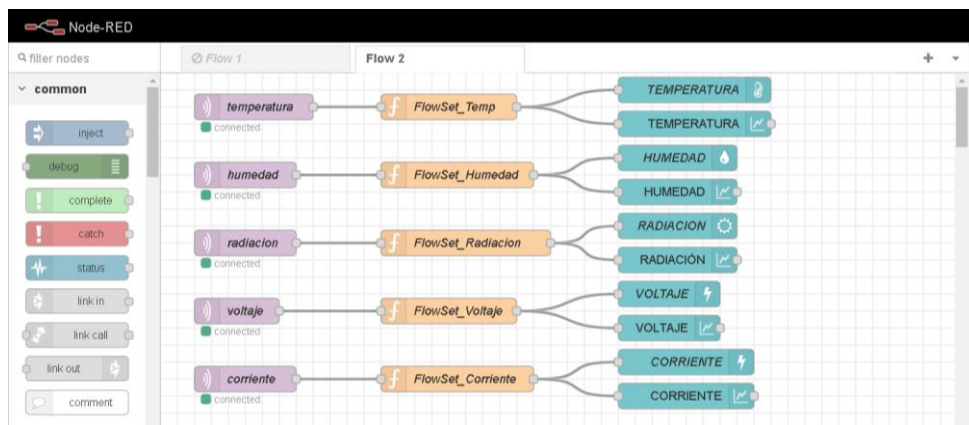 Node-RED
filter nodes
Flow 1
Flow 2
common
inject
debug
complete
catch
status
link in
link call
link out
comment
temperatura
connected
FlowSet_Temp
TEMPERATURA
TEMPERATURA
humedad
connected
FlowSet_Humedad
HUMEDAD
HUMEDAD
radiacion
connected
FlowSet_Radiacion
RADIACION
RADIACIÓN
voltaje
connected
FlowSet_Voltaje
VOLTAJE
VOLTAJE
corriente
connected
FlowSet_Corriente
CORRIENTE
CORRIENTE